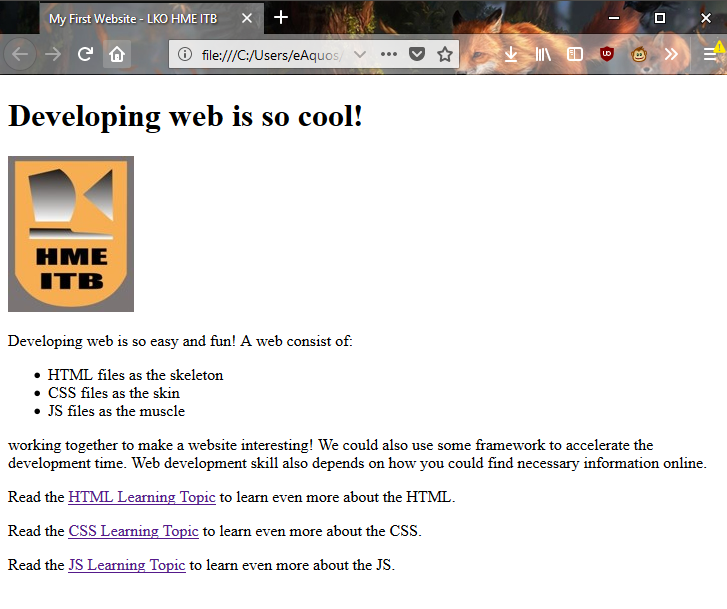 My First Website - LKO HME ITB
file:///C:/Users/eAquos/
Developing web is so cool!
HME
ITB
Developing web is so easy and fun! A web consist of:
• HTML files as the skeleton
• CSS files as the skin
• JS files as the muscle
working together to make a website interesting! We could also use some framework to accelerate the
development time. Web development skill also depends on how you could find necessary information online.
Read the HTML Learning Topic to learn even more about the HTML.
Read the CSS Learning Topic to learn even more about the CSS.
Read the JS Learning Topic to learn even more about the JS.